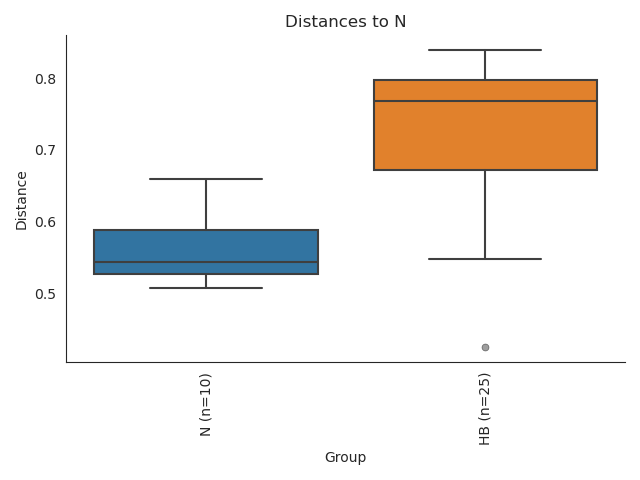 Distances to N
Distance
0.8
0.7
0.6
0.5
N (n=10)
HB (n=25)
Group